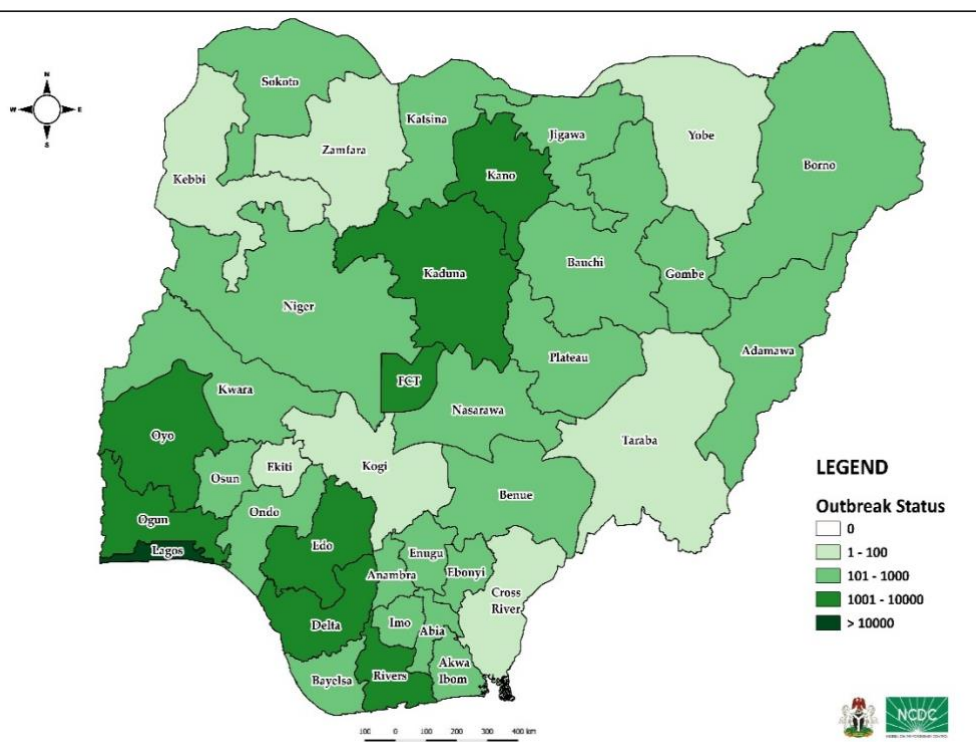 N
W E
S
Sokoto
Katsina
Jigawa
Yobe
Borno
Zamfara
Kebbi
Kano
Kaduna
Bauchi
Gombe
Niger
Adamawa
Plateau
FCT
Kwara
Nasarawa
Oyo
Taraba
Kogi
Ekiti
Osun
Benue
Ondo
Ogun
Lagos
Edo
Enugu
Anambra
Ebonyi
Cross
River
Delta
Imo
Abia
Akwa
Ibom
Bayelsa
Rivers
LEGEND
Outbreak Status
0
1 - 100
101 - 1000
1001 - 10000
> 10000
100 0 100 200 300 400 km
NCDC